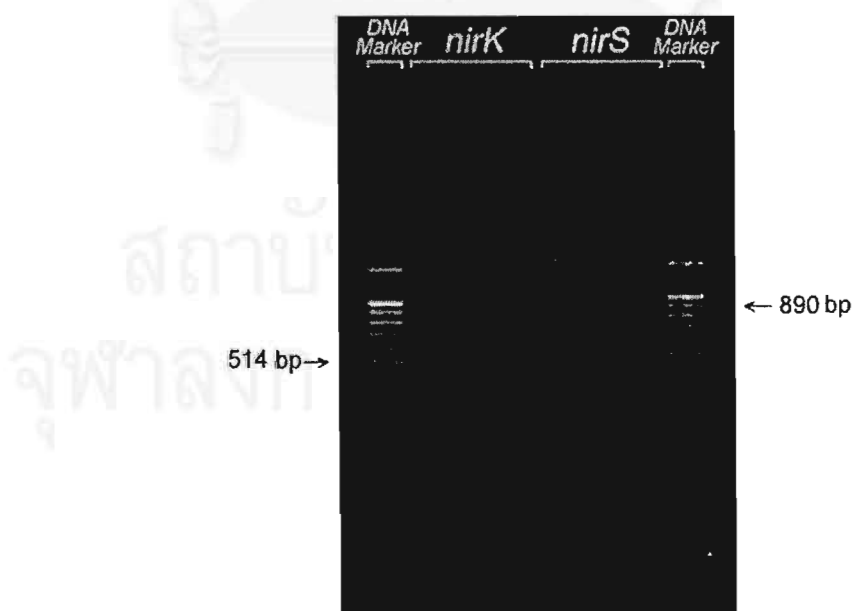 DNA Marker nirK nirS DNA Marker
← 890 bp
514 bp→